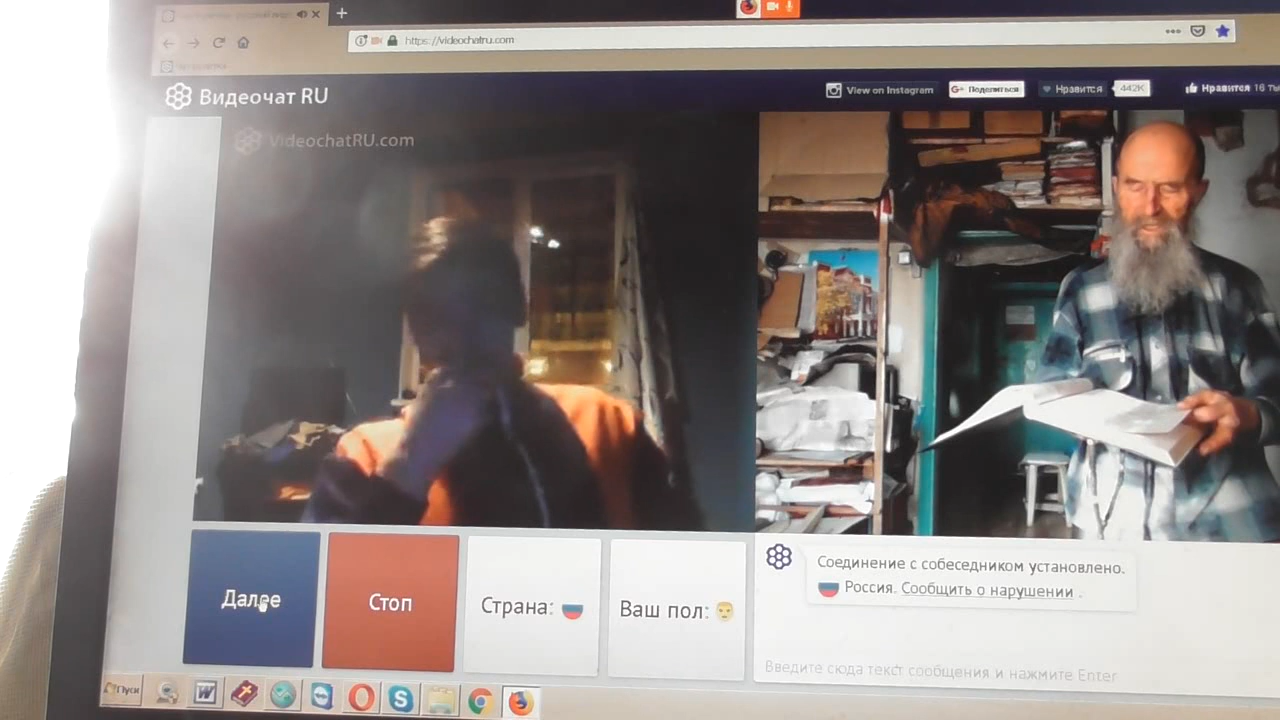 https://videochatru.com
Видеочат RU
View on Instagram
G+ Поделиться
Нравится
442K
Нравится 16
VideochatRU.com
Соединение с собеседником установлено.
Россия. Сообщить о нарушении .
Далее
Стоп
Страна:
Ваш пол:
Введите сюда текст сообщения и нажмите Enter
Пуск